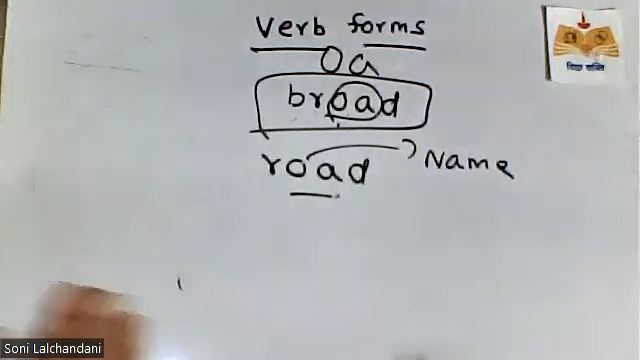 Verb forms
oa
broad
road Name
Soni Lalchandani